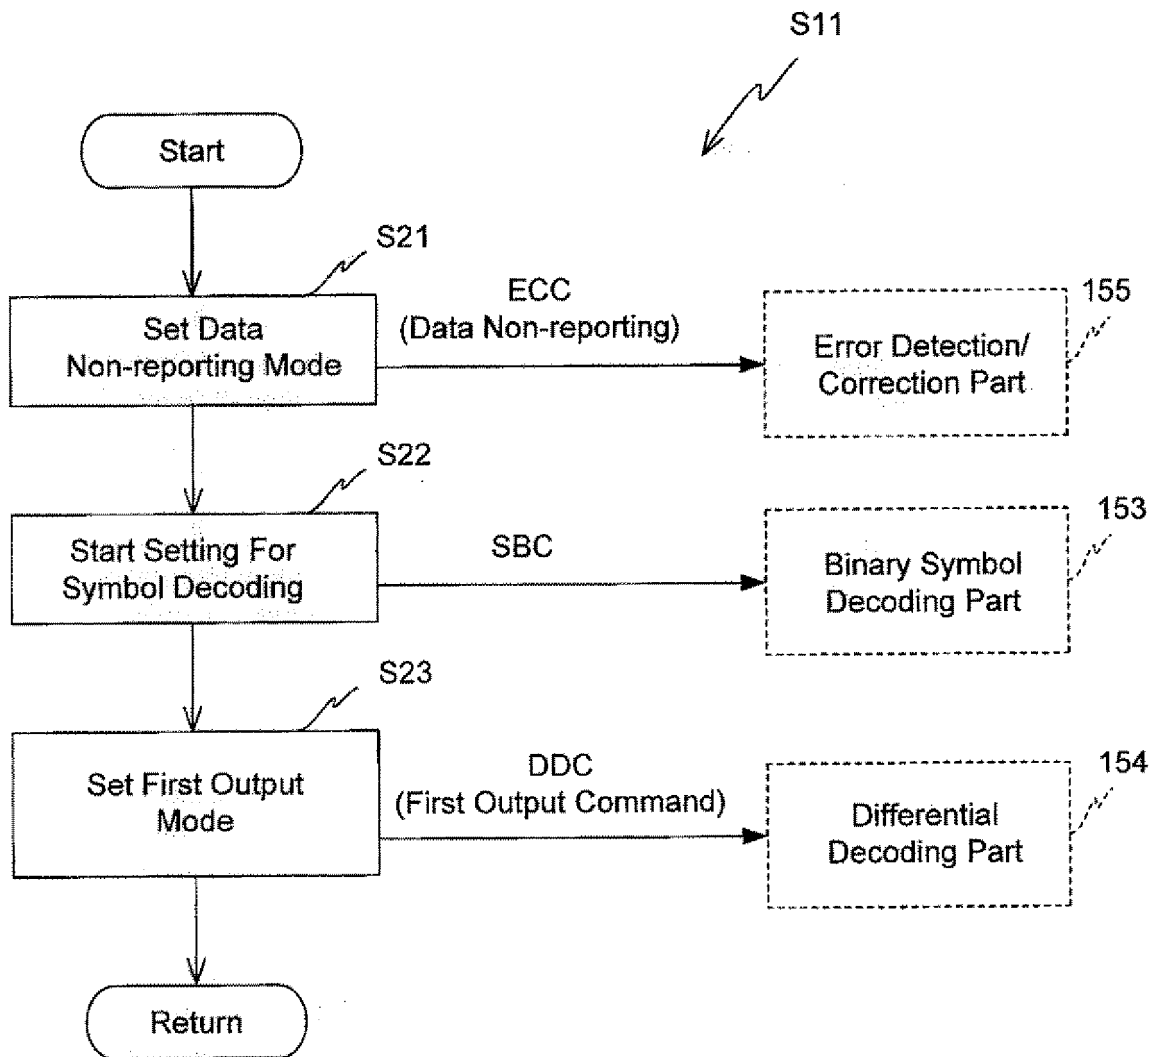 S11
Start
S21
Set Data
Non-reporting Mode
ECC
(Data Non-reporting)
155
Error Detection/
Correction Part
S22
Start Setting For
Symbol Decoding
SBC
153
Binary Symbol
Decoding Part
S23
Set First Output
Mode
DDC
(First Output Command)
154
Differential
Decoding Part
Return